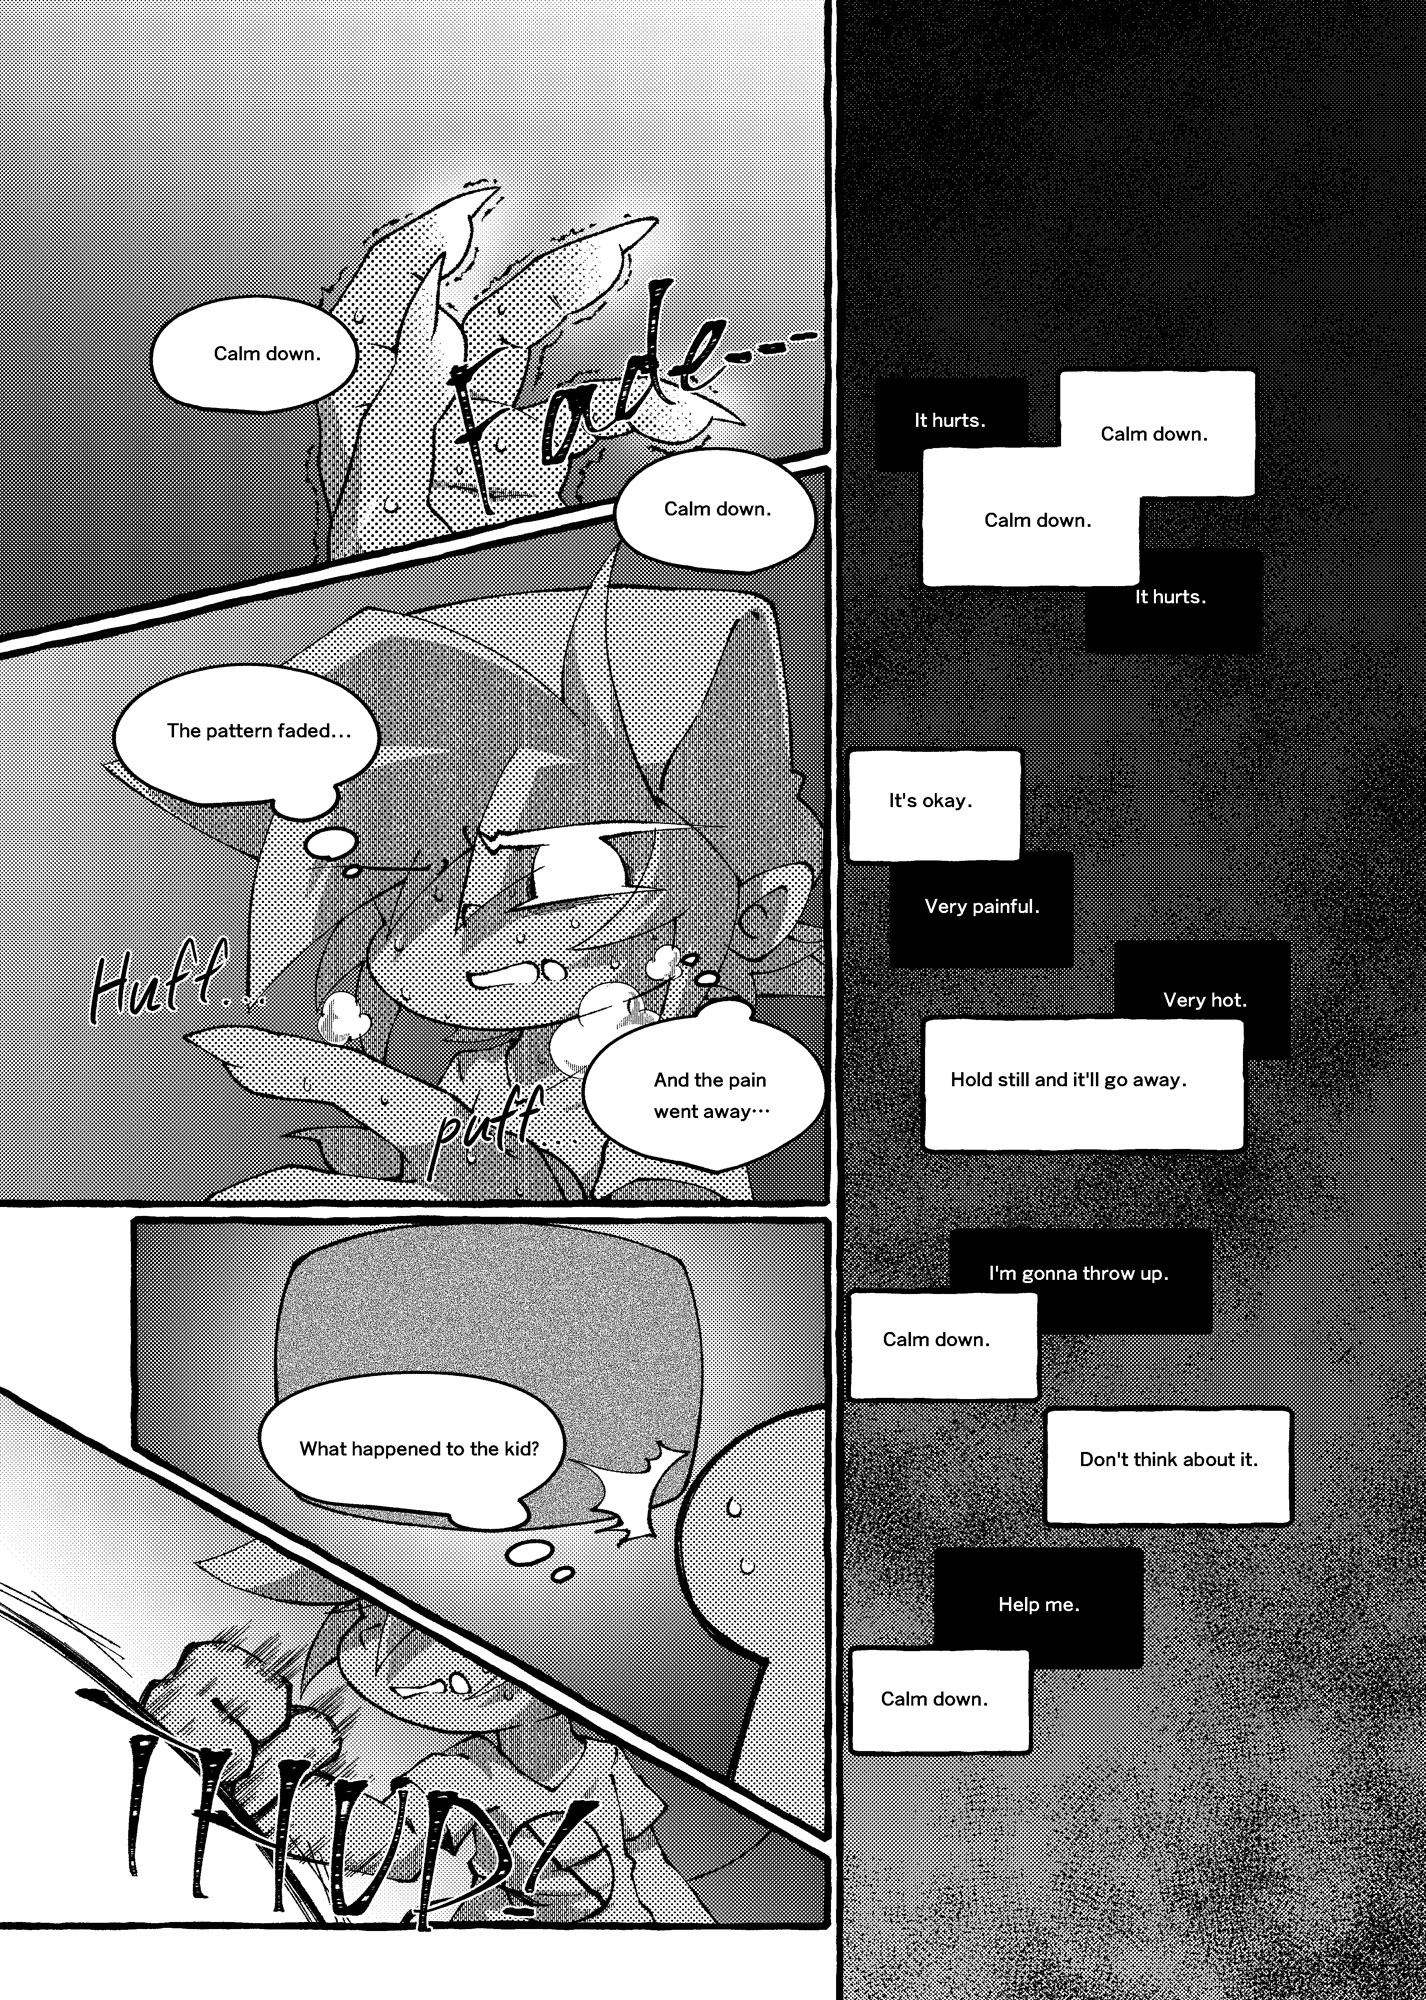 It hurts.
Calm down.
Calm down.
It hurts.
It's okay.
Very painful.
Very hot.
Hold still and it'll go away.
I'm gonna throw up.
Calm down.
Don't think about it.
Help me.
Calm down.
Calm down.
Fade----
Calm down.
The pattern faded...
Huff...
puff...
And the pain
went away…
What happened to the kid?
THUD!